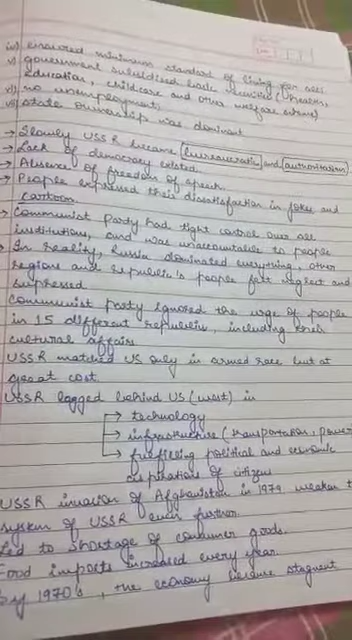 iv) ensured minimum standard of living for all
v) government subsidised basic facilities (health,
education, childcare and other welfare scheme)
vi) no unemployment
vii) State ownership was dominant
→ Slowly USSR became bureaucratic and authoritarian
→ Lack of democracy existed
→ Absence of freedom of speech
→ People expressed their dissatisfaction in jokes and
cartoon.
→ Communist Party had tight control over all
institutions, and was unaccountable to people
→ In reality, Russia dominated everything, other
regions and republic's people felt neglect and
suppressed
Communist party ignored the urge of people
in 15 different republics, including their
cultural affairs
USSR matched US only in armed race but at
great cost.
USSR lagged behind US (west) in
→ technology
→ infrastructure (transportation, power
→ fulfilling political and economic
aspirations of citizens
USSR invasion of Afghanistan in 1979 weaken t
system of USSR even further.
Led to shortage of consumer goods.
Food imports increased every year.
By 1970's, the economy became stagnant